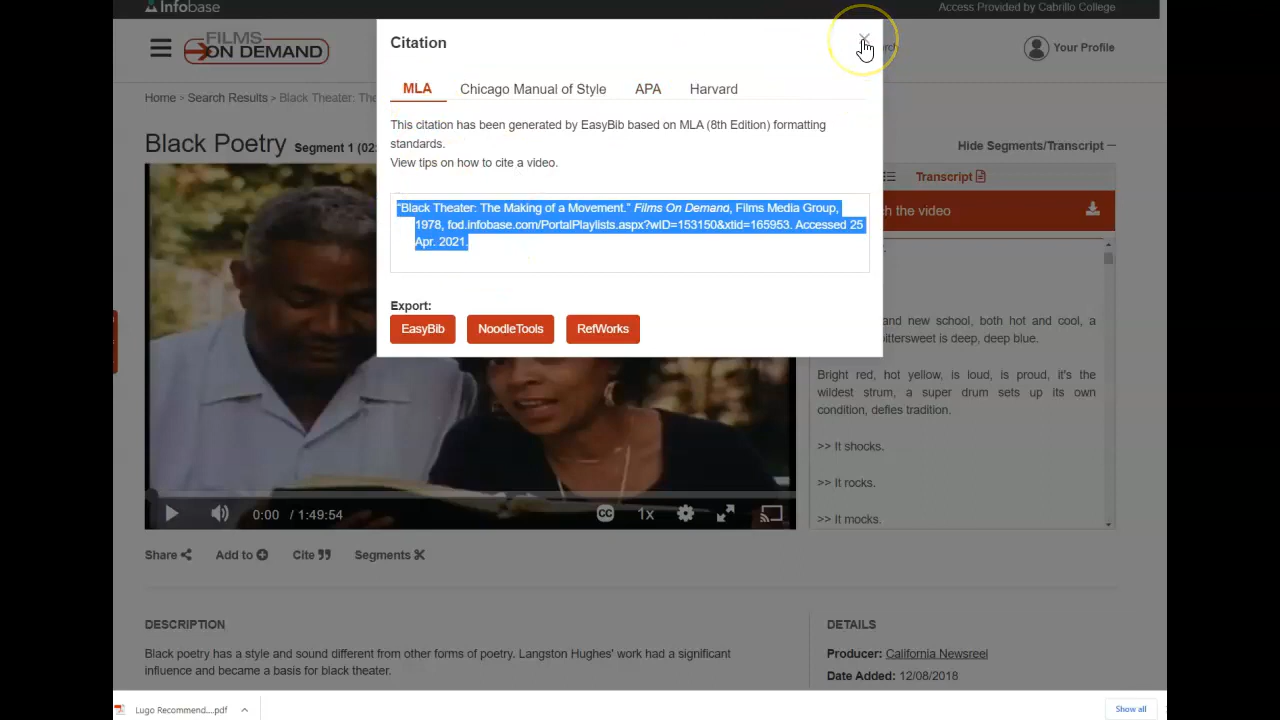 Infobase
Access Provided by Cabrillo College
FILMS
ON DEMAND
Citation
Your Profile
Home > Search Results > Black Theater: The
MLA
Chicago Manual of Style
APA
Harvard
This citation has been generated by EasyBib based on MLA (8th Edition) formatting
standards.
View tips on how to cite a video.
Black Poetry Segment 1 (02:
Hide Segments/Transcript
Transcript
"Black Theater: The Making of a Movement." Films On Demand, Films Media Group,
1978, fod.infobase.com/PortalPlaylists.aspx?wID=153150&xtid=165953. Accessed 25
Apr. 2021.
ch the video
Export:
EasyBib
NoodleTools
RefWorks
and new school, both hot and cool, a
bittersweet is deep, deep blue.
Bright red, hot yellow, is loud, is proud, it's the
wildest strum, a super drum sets up its own
condition, defies tradition.
>> It shocks.
>> It rocks.
>> It mocks.
0:00 / 1:49:54
CC
1x
Share
Add to
Cite
Segments
DESCRIPTION
Black poetry has a style and sound different from other forms of poetry. Langston Hughes' work had a significant
influence and became a basis for black theater.
DETAILS
Producer: California Newsreel
Date Added: 12/08/2018
Lugo Recommend....pdf
Show all